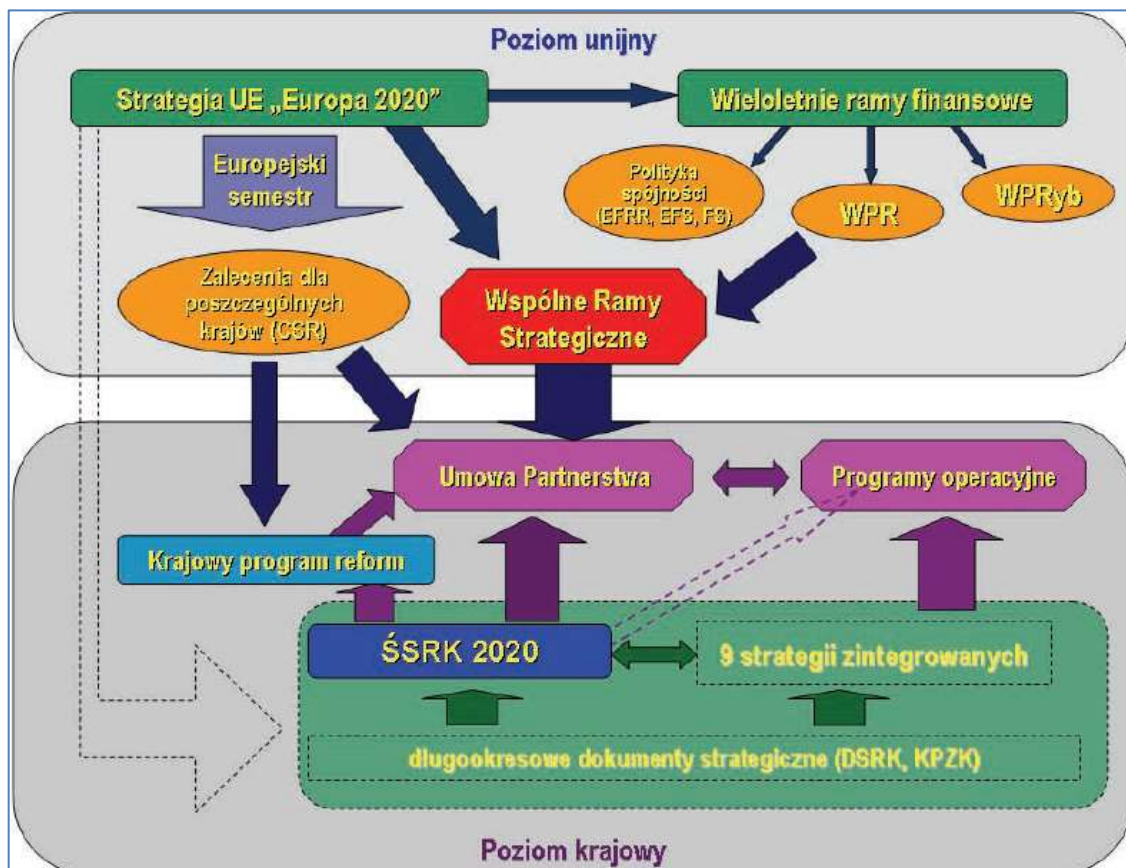 Poziom unijny
Strategia UE „Europa 2020”
Wieloletnie ramy finansowe
Europejski
semestr
Polityka
spójności
(EFRR, EFS, FS)
WPR
WPRyb
Zalecenia dla
poszczególnych
krajów (CSR)
Wspólne Ramy
Strategiczne
Umowa Partnerstwa
Programy operacyjne
Krajowy program reform
ŚSRK 2020
9 strategii zintegrowanych
długookresowe dokumenty strategiczne (DSRK, KPZK)
Poziom krajowy